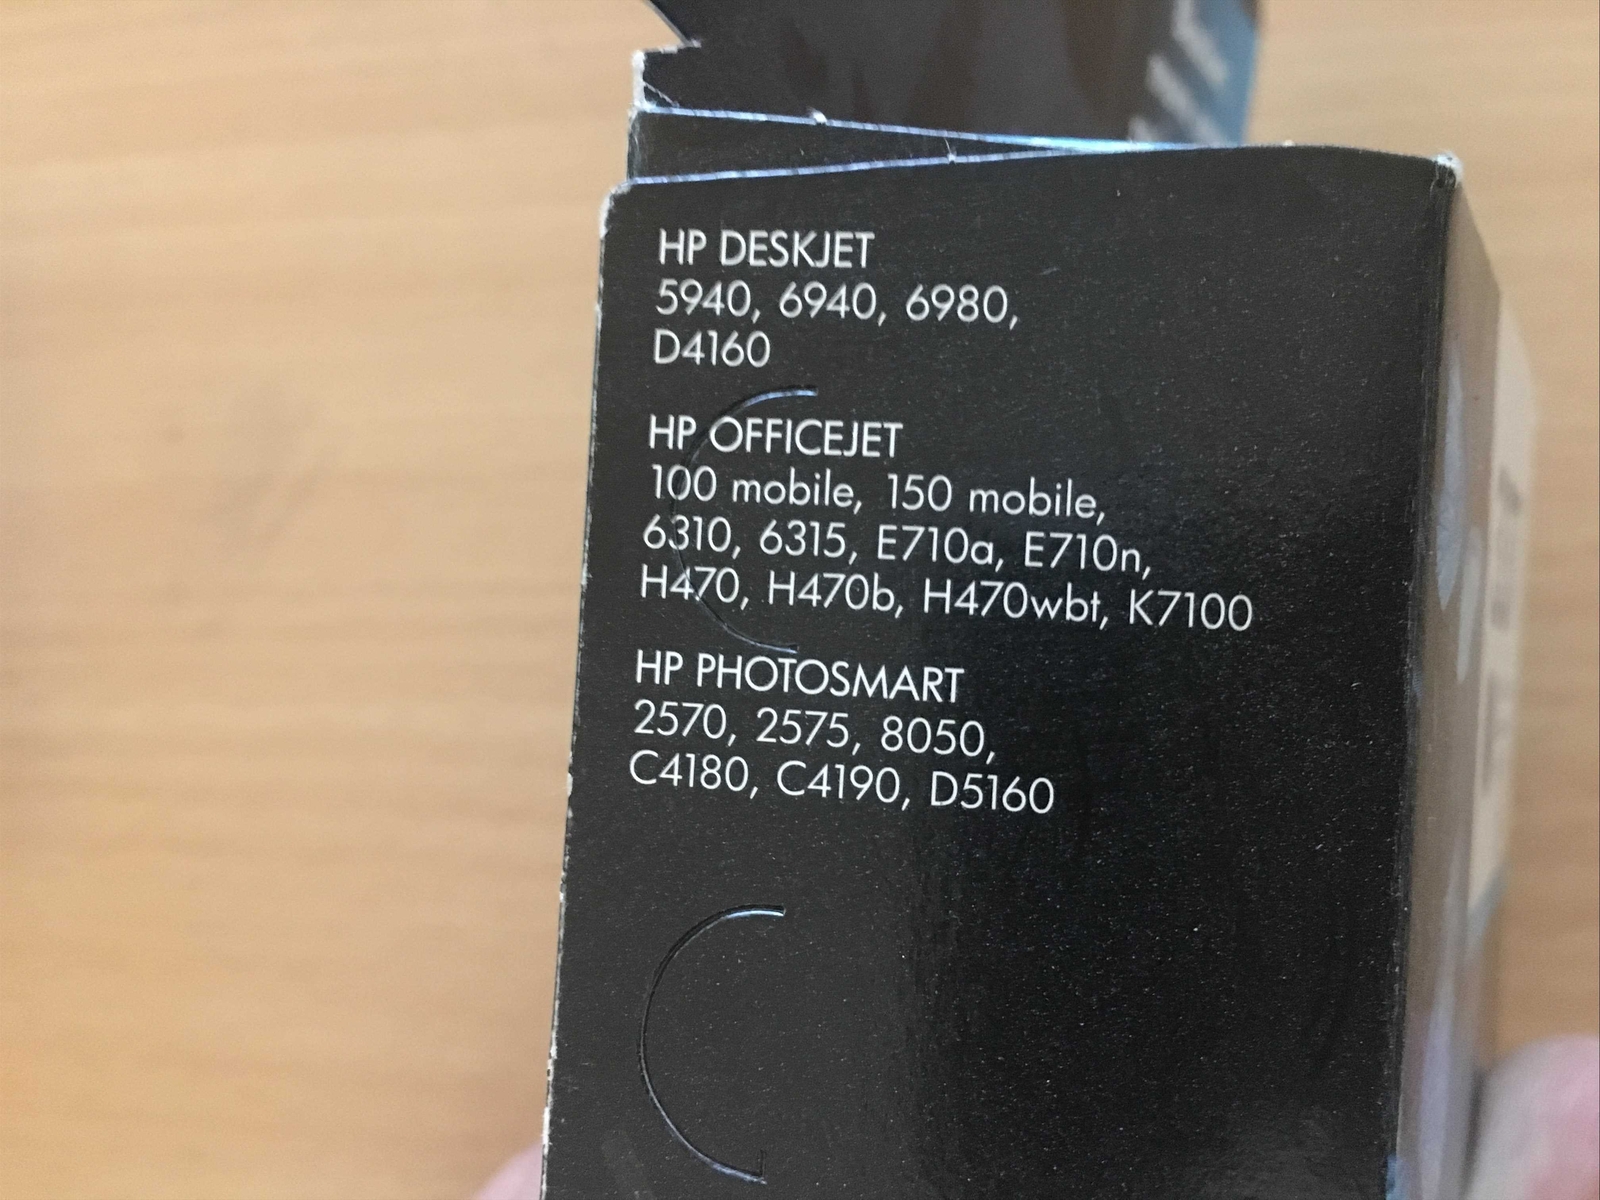 HP DESKJET
5940, 6940, 6980,
D4160
HP OFFICEJET
100 mobile, 150 mobile,
6310, 6315, E710a, E710n,
H470, H470b, H470wbt, K7100
HP PHOTOSMART
2570, 2575, 8050,
C4180, C4190, D5160